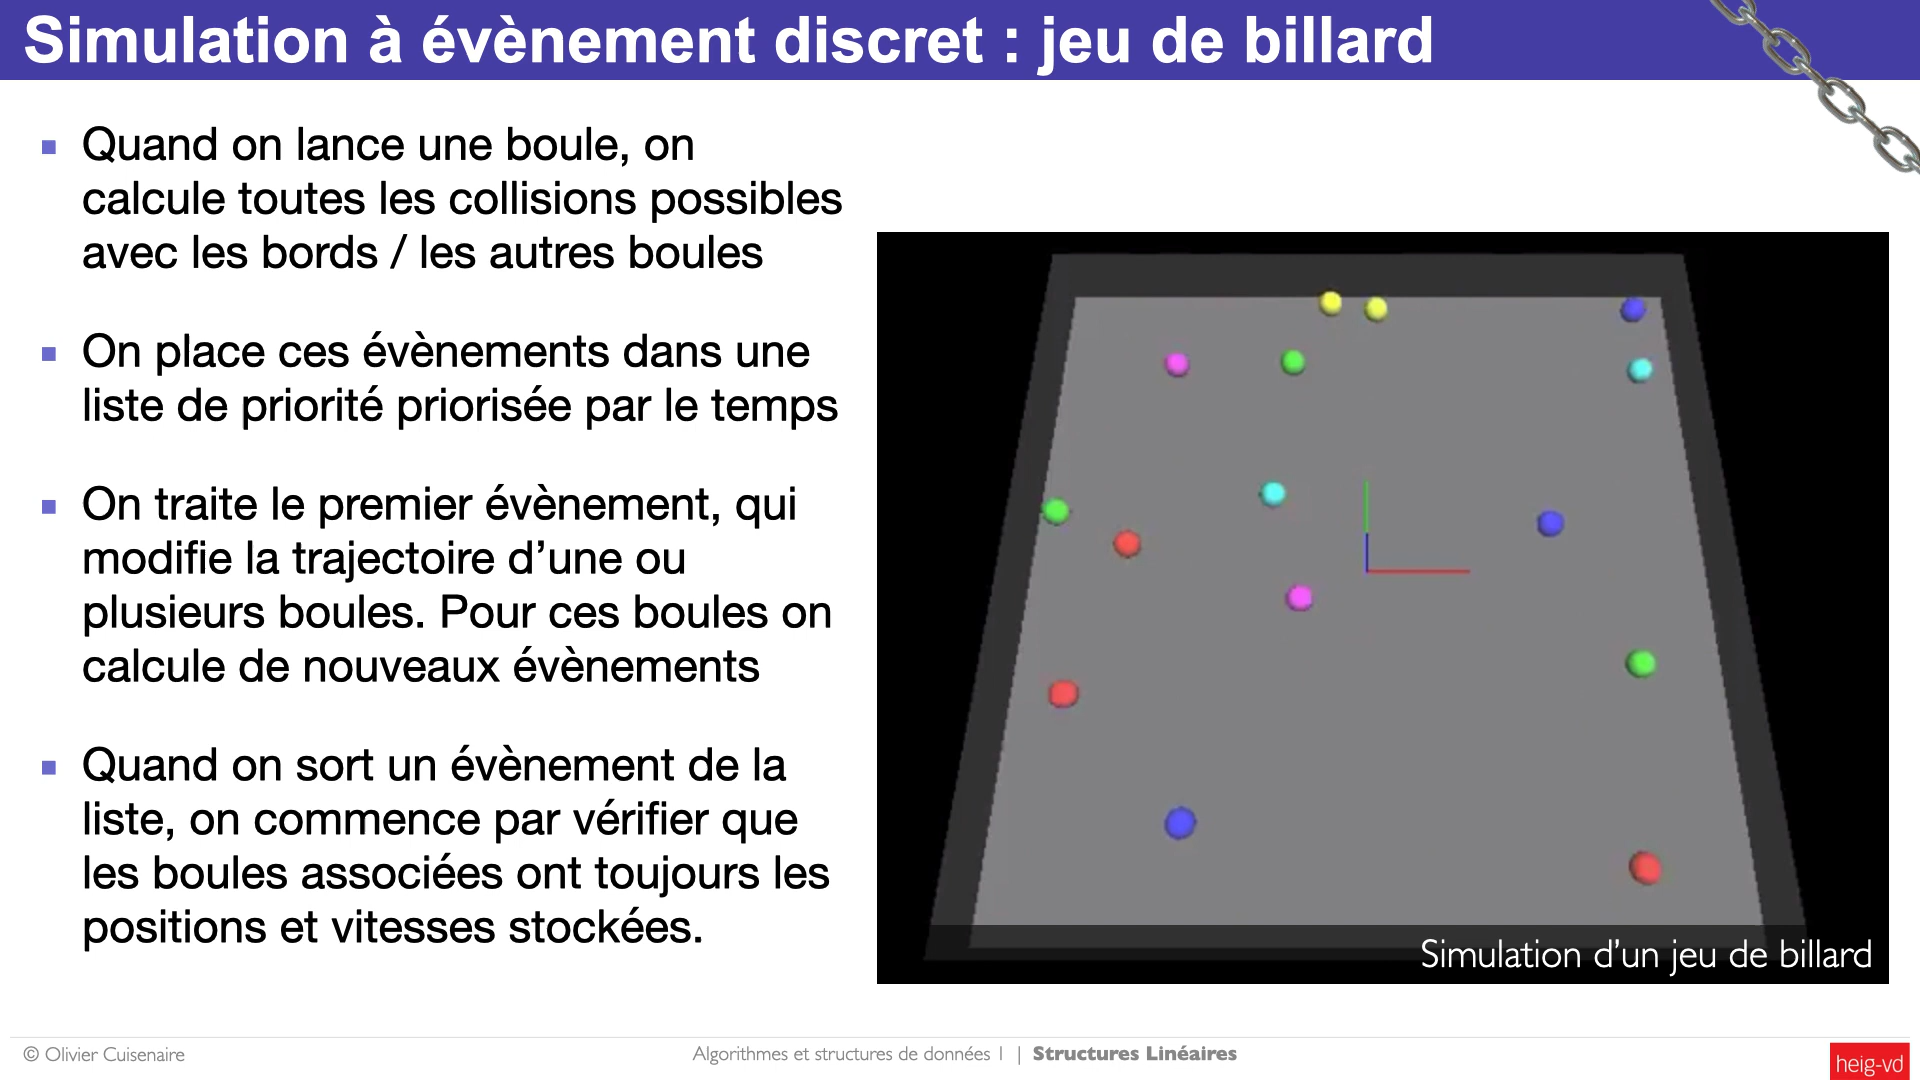 Simulation à évènement discret : jeu de billard
Quand on lance une boule, on
calcule toutes les collisions possibles
avec les bords / les autres boules
On place ces évènements dans une
liste de priorité priorisée par le temps
On traite le premier évènement, qui
modifie la trajectoire d’une ou
plusieurs boules. Pour ces boules on
calcule de nouveaux évènements
Quand on sort un évènement de la
liste, on commence par vérifier que
les boules associées ont toujours les
positions et vitesses stockées.
Simulation d’un jeu de billard
© Olivier Cuisenaire
Algorithmes et structures de données 1 | Structures Linéaires
heig-vd